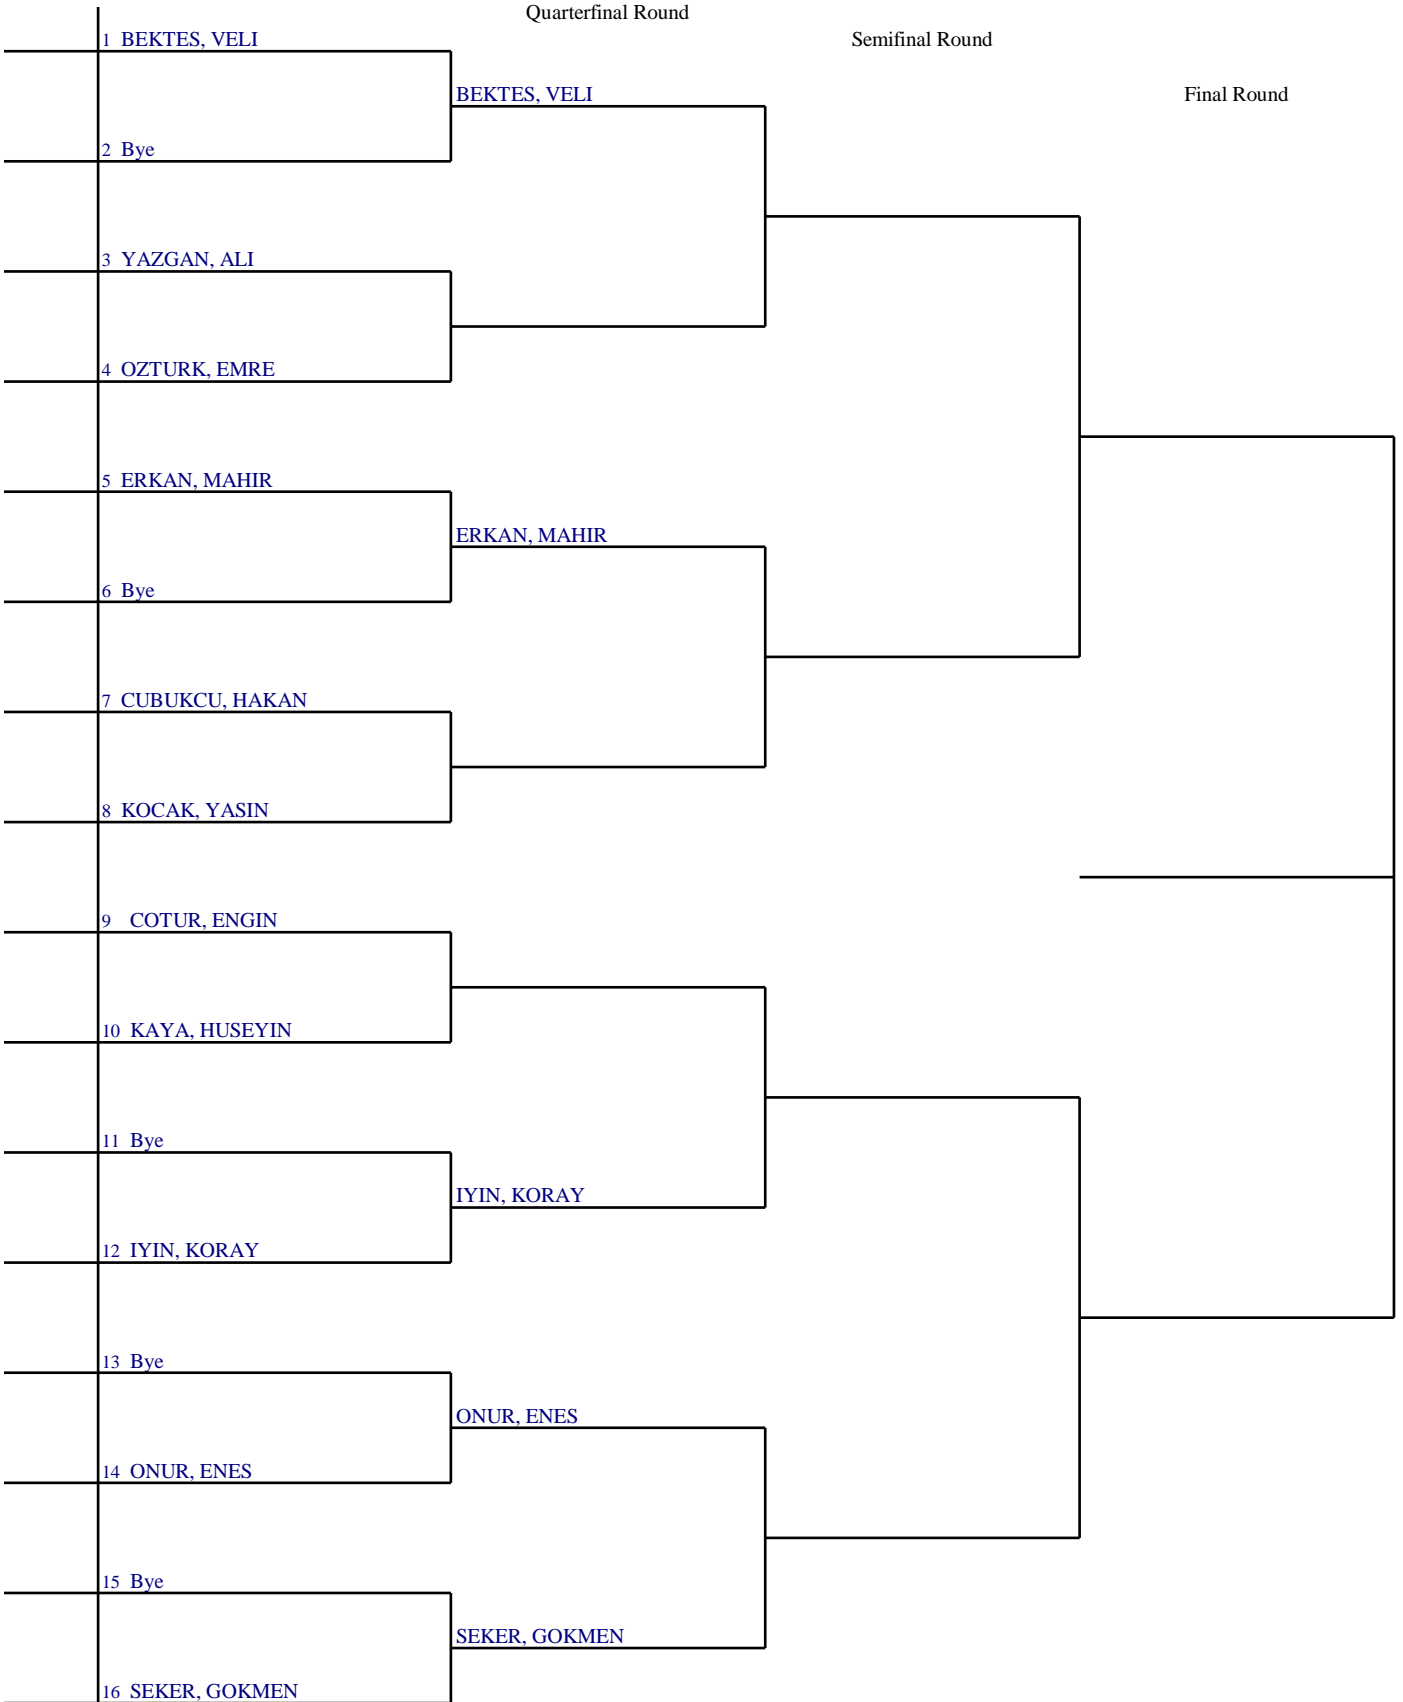 Quarterfinal Round
1 BEKTES, VELI
Semifinal Round
BEKTES, VELI
Final Round
2 Bye
3 YAZGAN, ALI
4 OZTURK, EMRE
5 ERKAN, MAHIR
ERKAN, MAHIR
6 Bye
7 CUBUKCU, HAKAN
8 KOCAK, YASIN
9 COTUR, ENGIN
10 KAYA, HUSEYIN
11 Bye
IYIN, KORAY
12 IYIN, KORAY
13 Bye
ONUR, ENES
14 ONUR, ENES
15 Bye
SEKER, GOKMEN
16 SEKER, GOKMEN